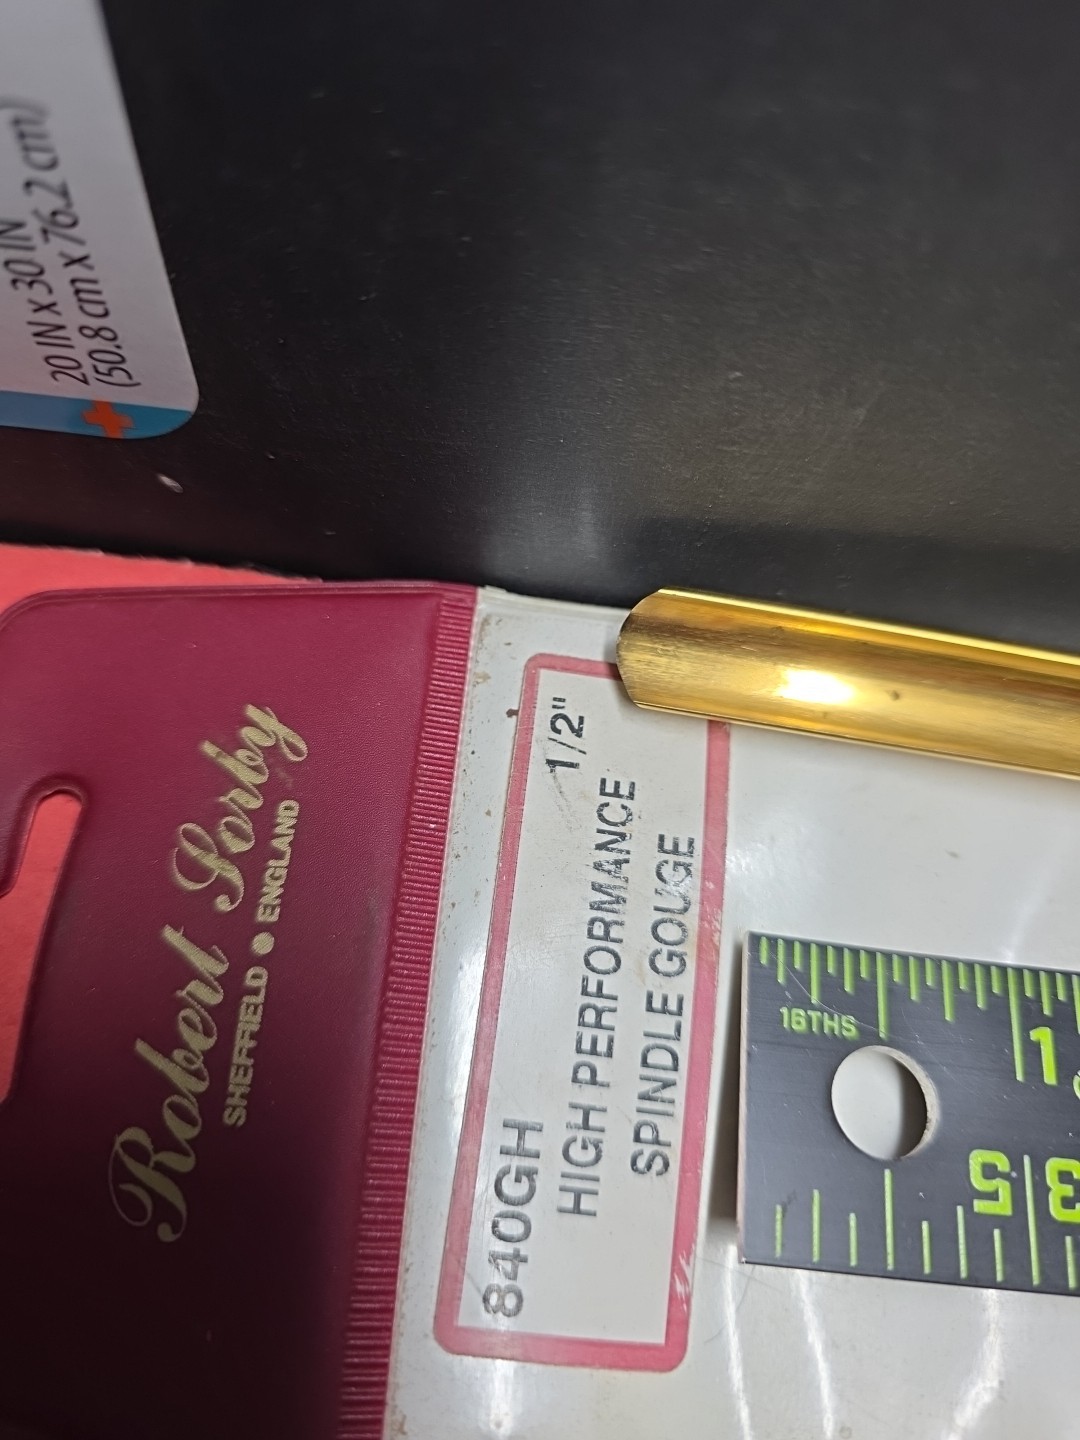 20 IN X 30 IN
(50.8 cm x 76.2 cm)
Robert Sorby
SHEFFIELD ● ENGLAND
840GH 1/2"
HIGH PERFORMANCE
SPINDLE GOUGE
16THS
1
5 3